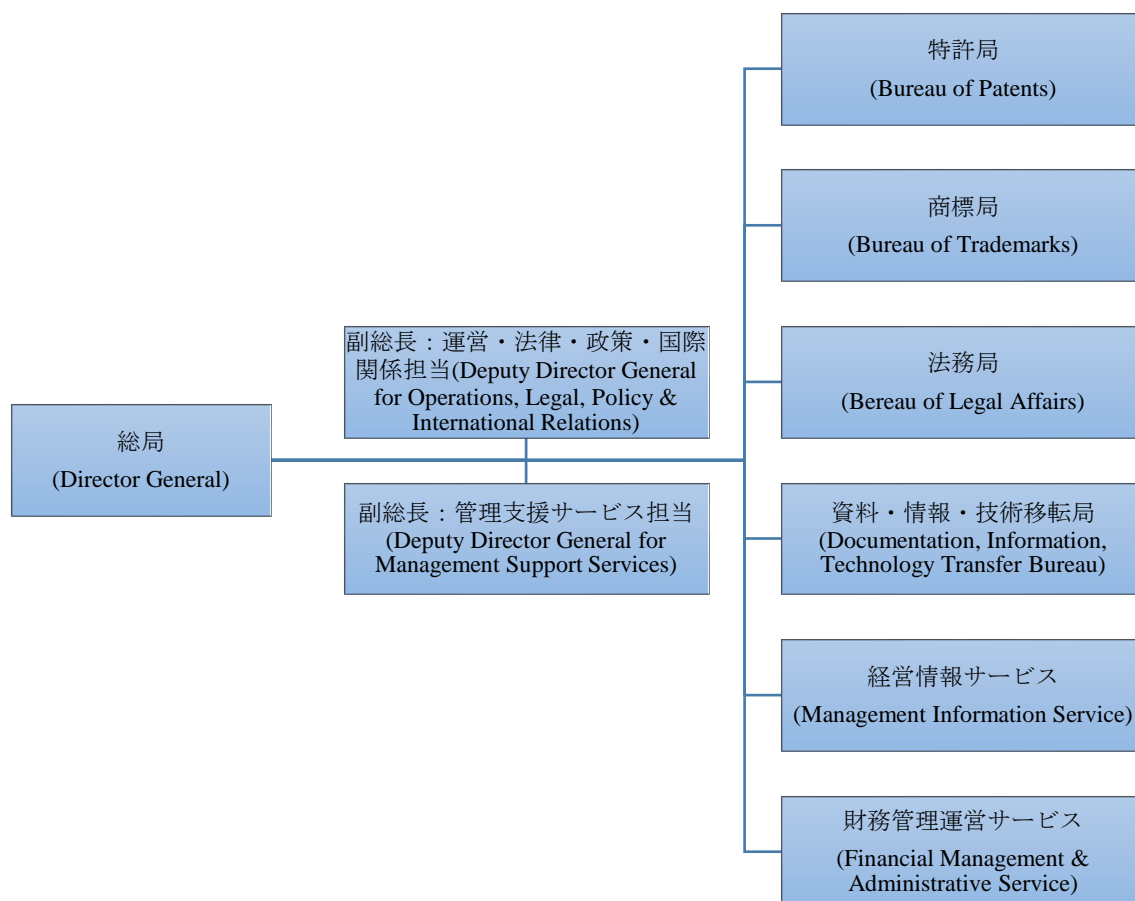 総局
(Director General)
副総長：運営・法律・政策・国際
関係担当(Deputy Director General
for Operations, Legal, Policy &
International Relations)
副総長：管理支援サービス担当
(Deputy Director General for
Management Support Services)
特許局
(Bureau of Patents)
商標局
(Bureau of Trademarks)
法務局
(Bereau of Legal Affairs)
資料・情報・技術移転局
(Documentation, Information,
Technology Transfer Bureau)
経営情報サービス
(Management Information Service)
財務管理運営サービス
(Financial Management &
Administrative Service)